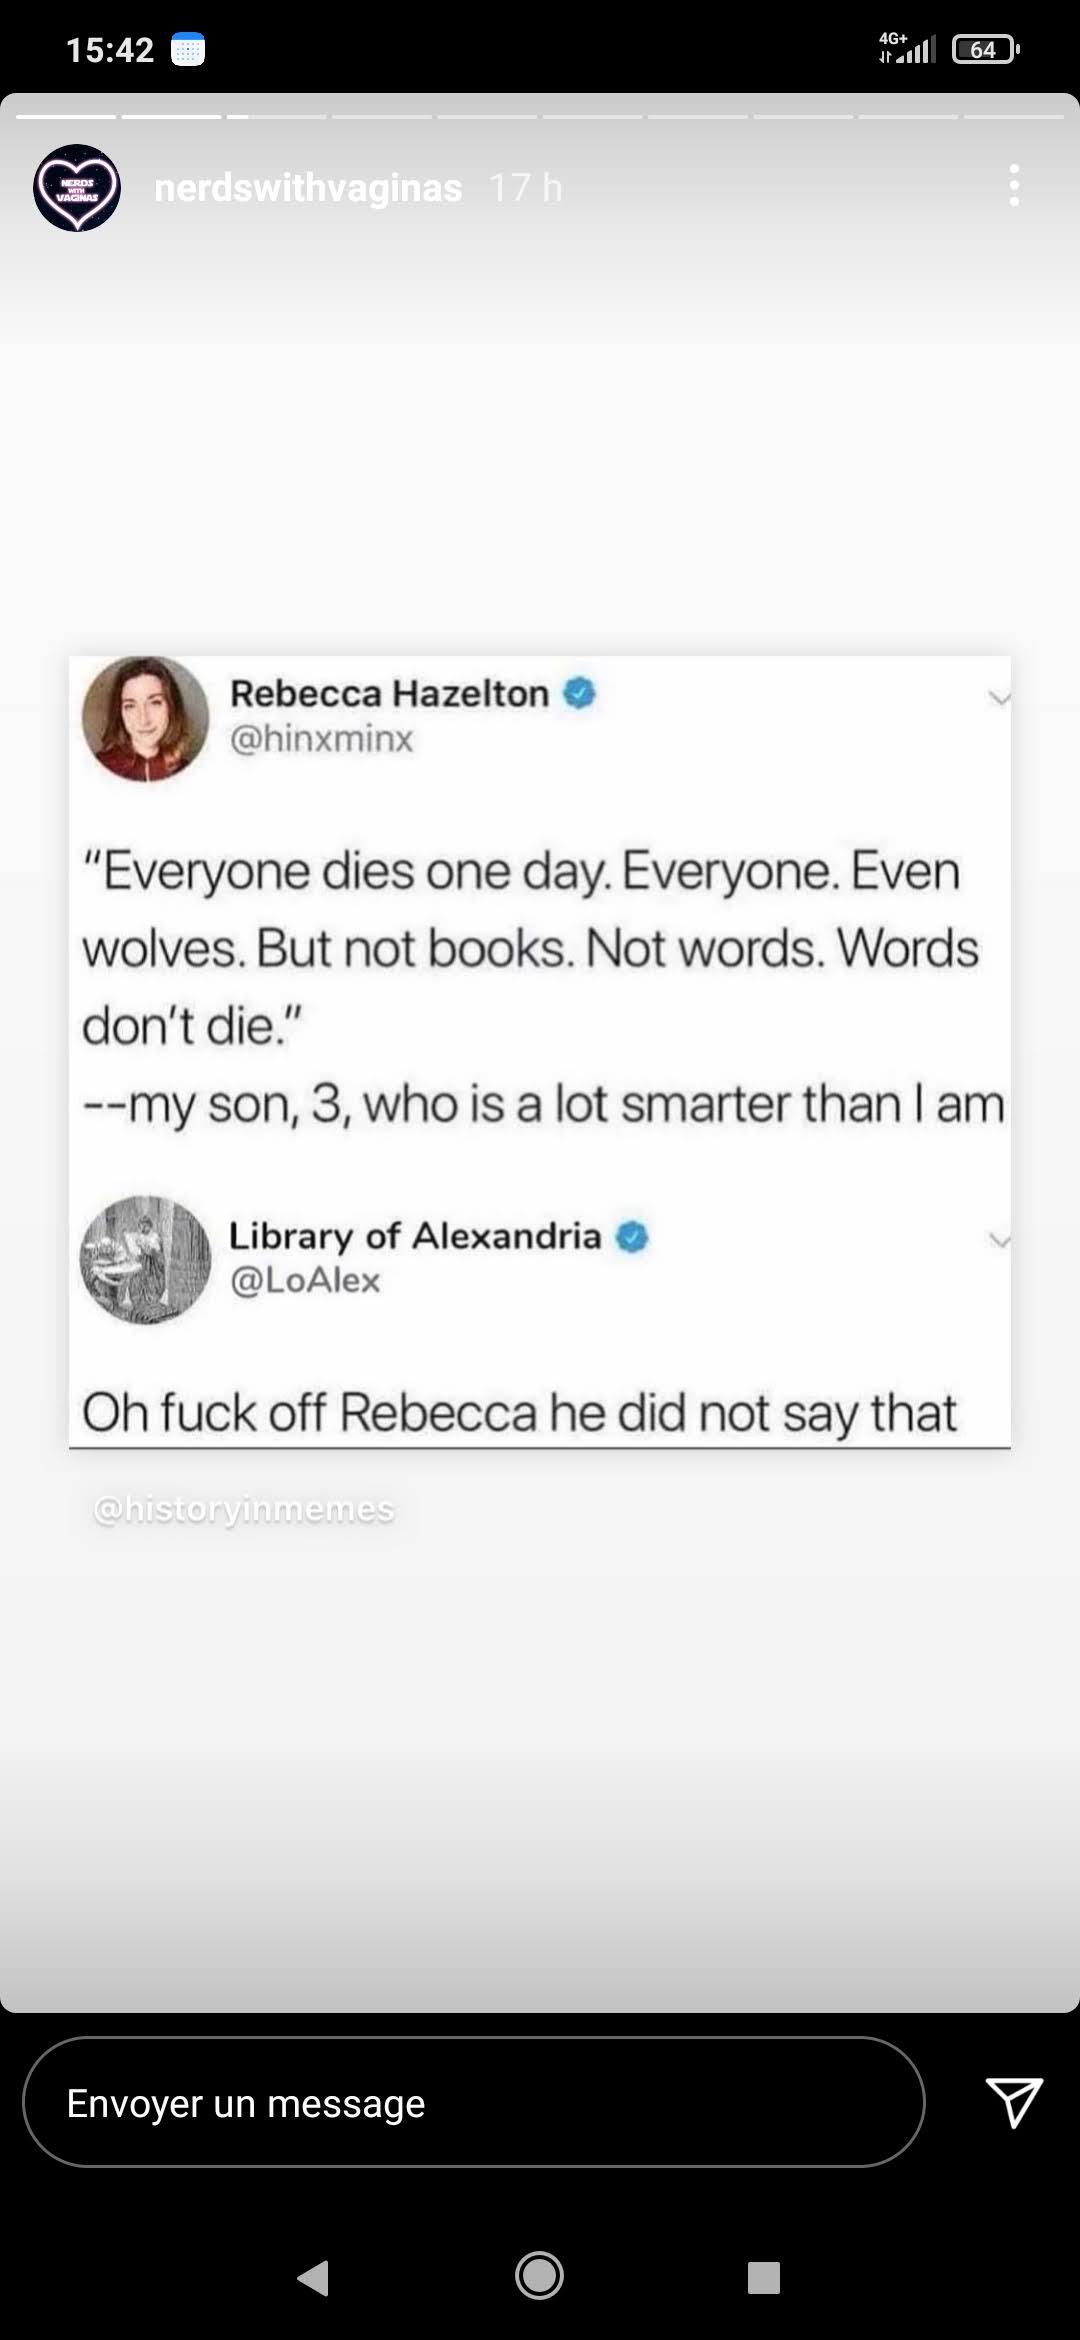 15:42
4G+
64
NERDS
WITH
VAGINAS
nerdswithvaginas 17 h
Rebecca Hazelton
@hinxminx
“Everyone dies one day. Everyone. Even
wolves. But not books. Not words. Words
don’t die.”
--my son, 3, who is a lot smarter than I am
Library of Alexandria
@LoAlex
Oh fuck off Rebecca he did not say that
@historyinmemes
Envoyer un message